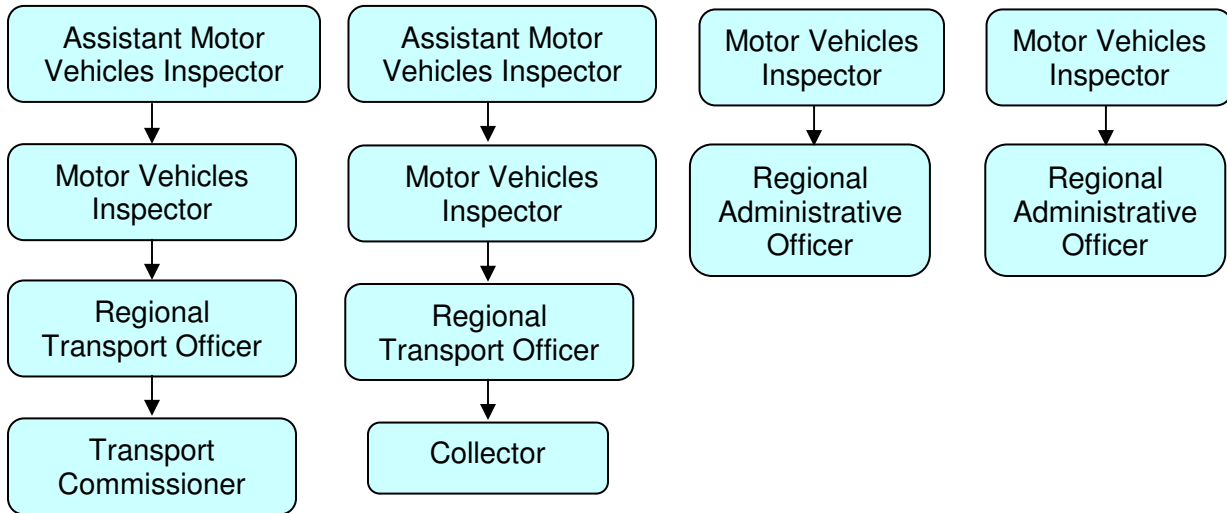 Assistant Motor
Vehicles Inspector
Motor Vehicles
Inspector
Regional
Transport Officer
Transport
Commissioner
Assistant Motor
Vehicles Inspector
Motor Vehicles
Inspector
Regional
Transport Officer
Collector
Motor Vehicles
Inspector
Regional
Administrative
Officer
Motor Vehicles
Inspector
Regional
Administrative
Officer